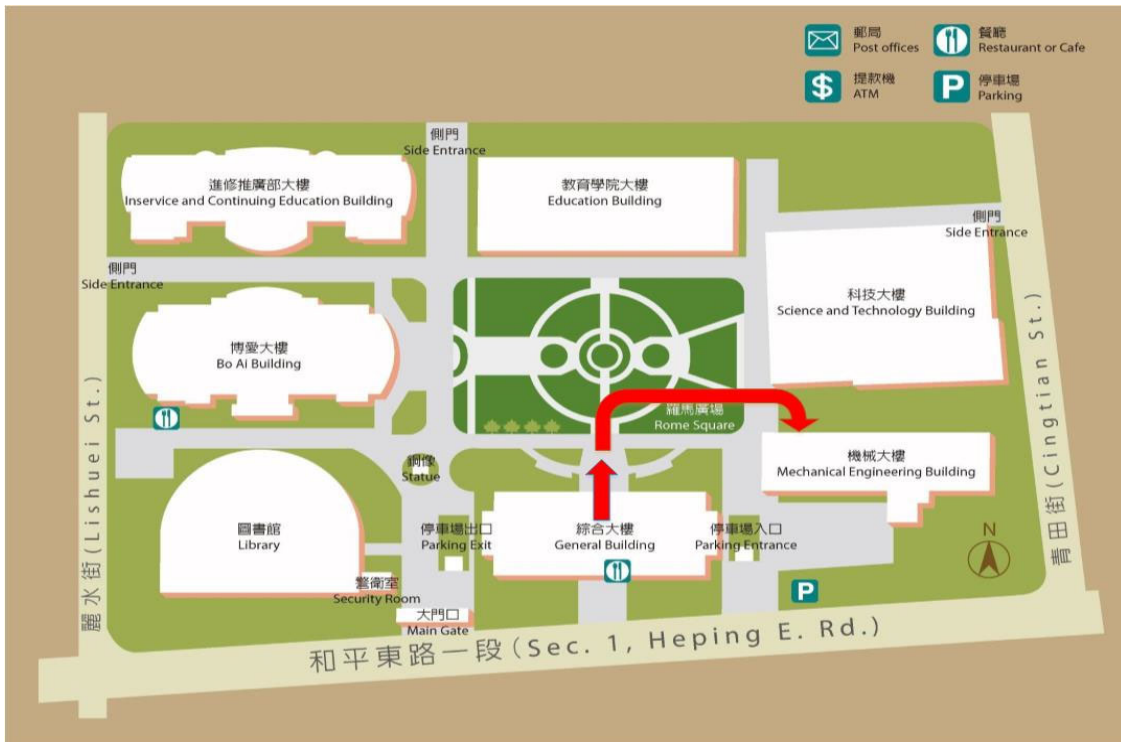 郵局
Post offices
餐廳
Restaurant or Cafe
提款機
ATM
$
停車場
Parking
P
側門
Side Entrance
進修推廣部大樓
Inservice and Continuing Education Building
教育學院大樓
Education Building
側門
Side Entrance
側門
Side Entrance
科技大樓
Science and Technology Building
博愛大樓
Bo Ai Building
羅馬廣場
Rome Square
機械大樓
Mechanical Engineering Building
銅像
Statue
圖書館
Library
停車場出口
Parking Exit
綜合大樓
General Building
停車場入口
Parking Entrance
N
警衛室
Security Room
P
大門口
Main Gate
麗水街(Lishuei St.)
青田街(Cingtian St.)
和平東路一段(Sec. 1, Heping E. Rd.)